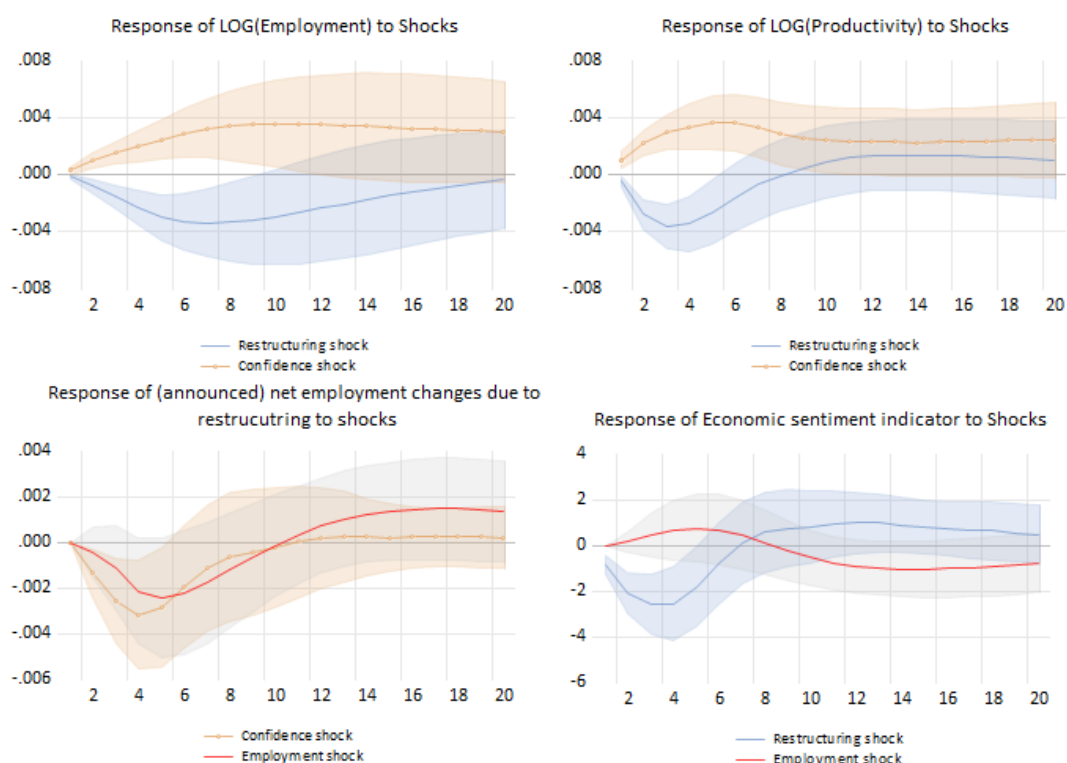 Response of LOG(Employment) to Shocks
.008
.004
.000
-.004
-.008
2 4 6 8 10 12 14 16 18 20
Restructuring shock
Confidence shock
Response of LOG(Productivity) to Shocks
.008
.004
.000
-.004
-.008
2 4 6 8 10 12 14 16 18 20
Restructuring shock
Confidence shock
Response of (announced) net employment changes due to
restrucutring to shocks
.004
.002
.000
-.002
-.004
-.006
2 4 6 8 10 12 14 16 18 20
Confidence shock
Employment shock
Response of Economic sentiment indicator to Shocks
4
2
0
-2
-4
-6
2 4 6 8 10 12 14 16 18 20
Restructuring shock
Employment shock